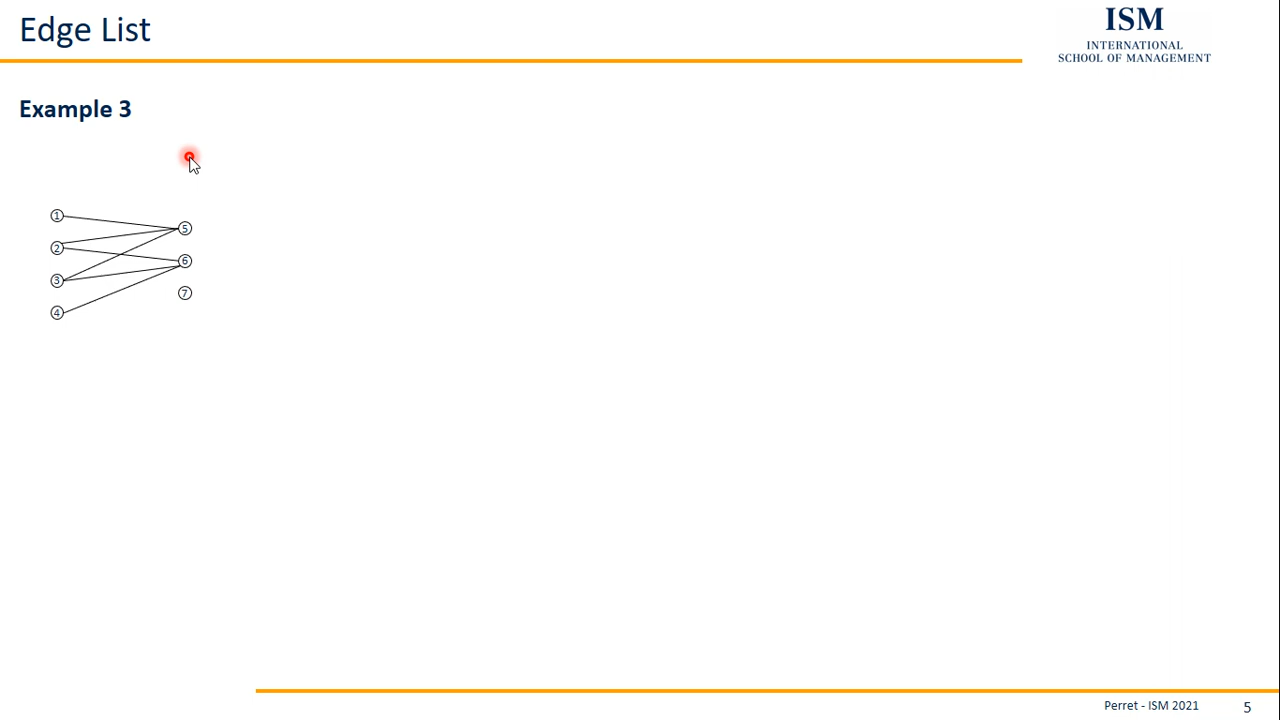 Edge List
ISM
INTERNATIONAL
SCHOOL OF MANAGEMENT
Example 3
1
5
2
6
3
7
4
Perret - ISM 2021
5